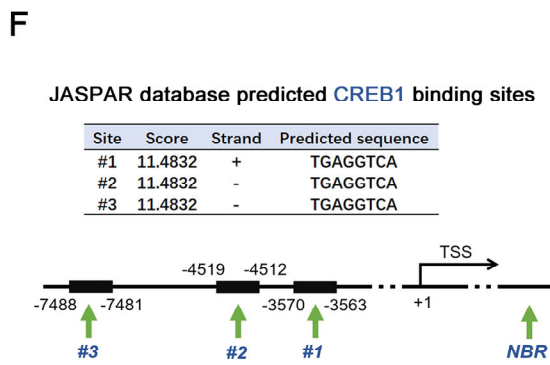 F
JASPAR database predicted CREB1 binding sites
Site Score Strand Predicted sequence
#1 11.4832 + TGAGGTCA
#2 11.4832 - TGAGGTCA
#3 11.4832 - TGAGGTCA
TSS
-4519 -4512
-7488 -7481 -3570 -3563 +1
#3 #2 #1 NBR